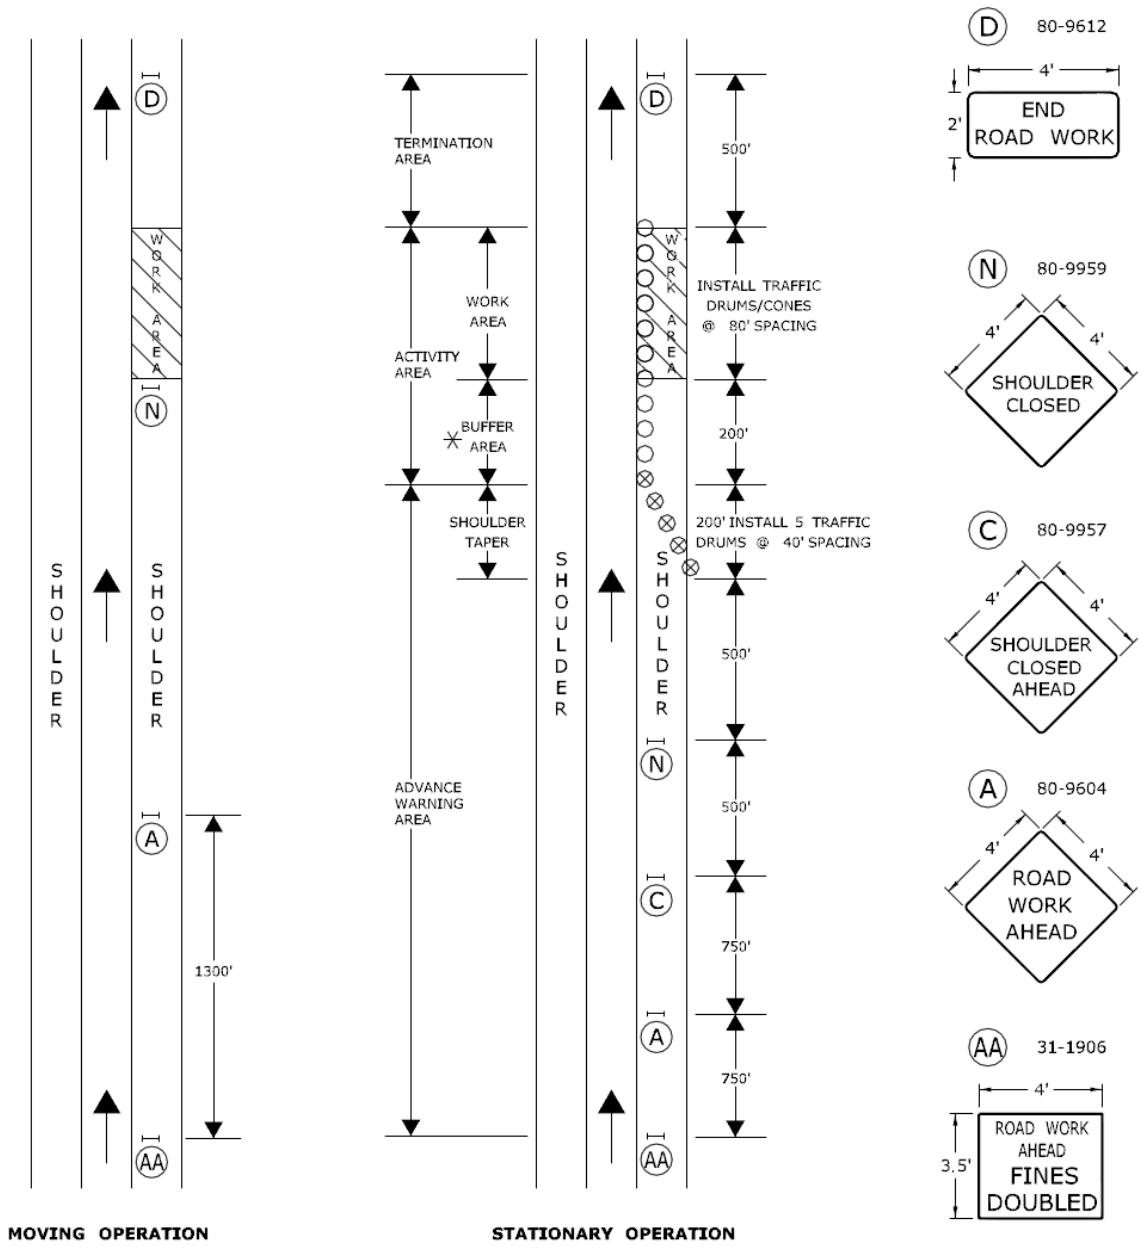 D
WORK AREA
N
SHOULDER
SHOULDER
A
1300'
AA
MOVING OPERATION
D
TERMINATION
AREA
500'
WORK
AREA
WORK AREA
INSTALL TRAFFIC
DRUMS/CONES
@ 80' SPACING
ACTIVITY
AREA
* BUFFER
AREA
200'
SHOULDER
TAPER
200' INSTALL 5 TRAFFIC
DRUMS @ 40' SPACING
SHOULDER
SHOULDER
500'
N
ADVANCE
WARNING
AREA
500'
C
750'
A
750'
AA
STATIONARY OPERATION
D 80-9612
4'
2'
END
ROAD WORK
N 80-9959
4' 4'
SHOULDER
CLOSED
C 80-9957
4' 4'
SHOULDER
CLOSED
AHEAD
A 80-9604
4' 4'
ROAD
WORK
AHEAD
AA 31-1906
4'
3.5'
ROAD WORK
AHEAD
FINES
DOUBLED